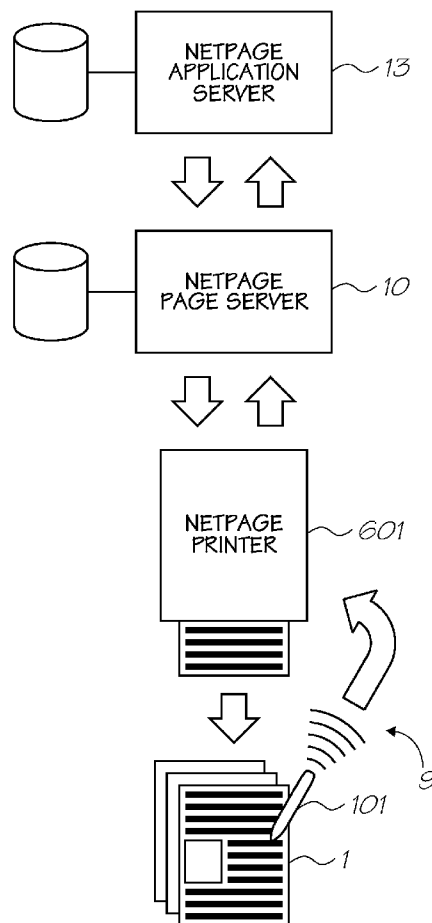 NETPAGE
APPLICATION
SERVER
13
NETPAGE
PAGE SERVER
10
NETPAGE
PRINTER
601
9
101
1